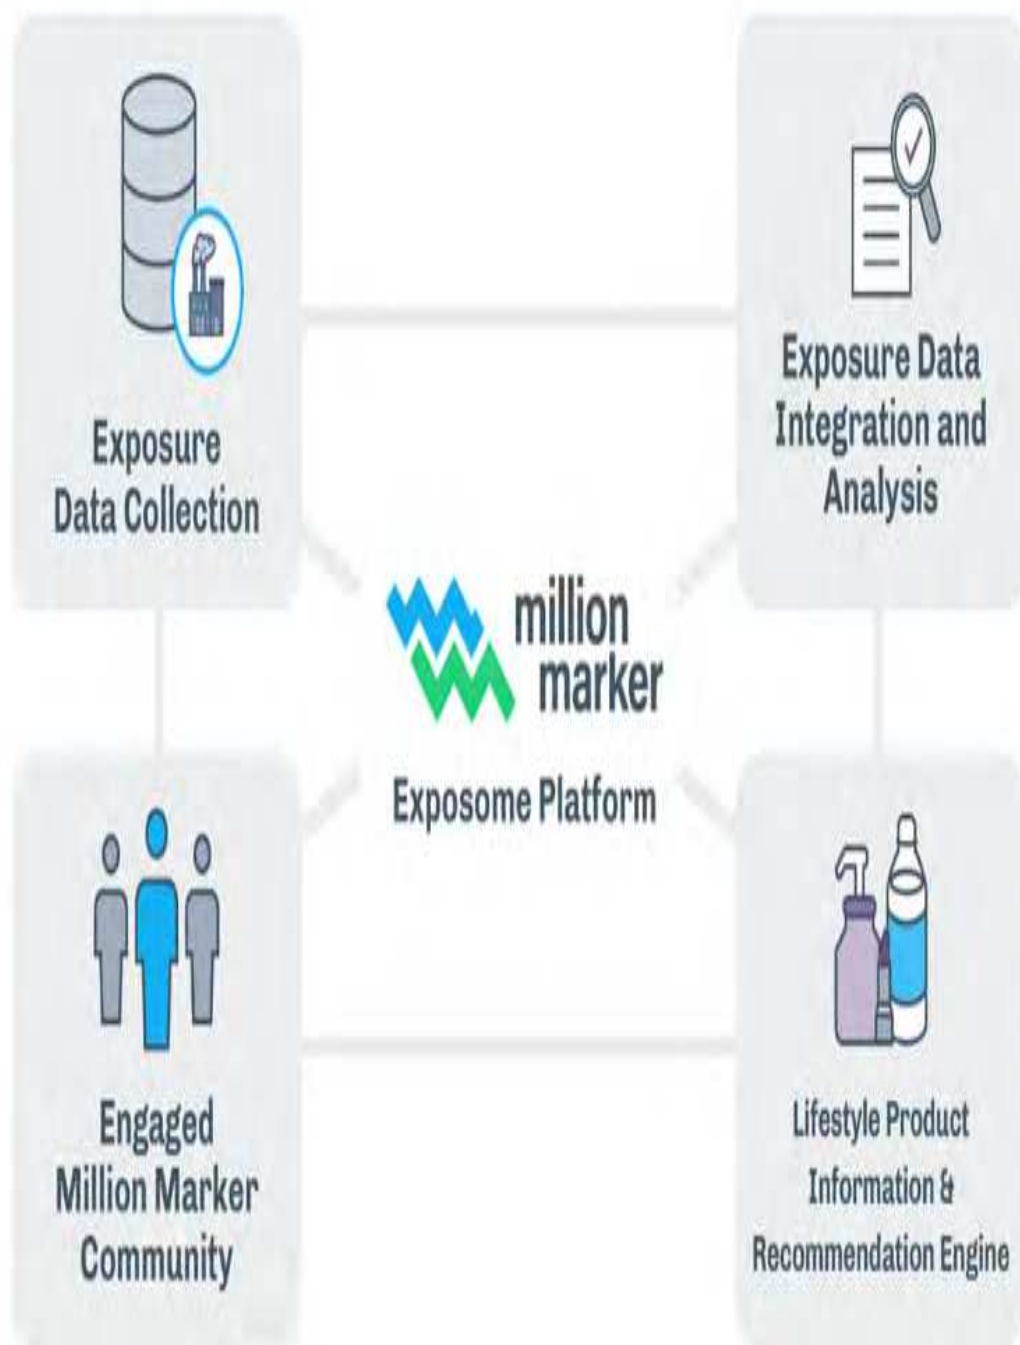 Exposure
Data Collection
Exposure Data
Integration and
Analysis
million
marker
Exposome Platform
Engaged
Million Marker
Community
Lifestyle Product
Information &
Recommendation Engine